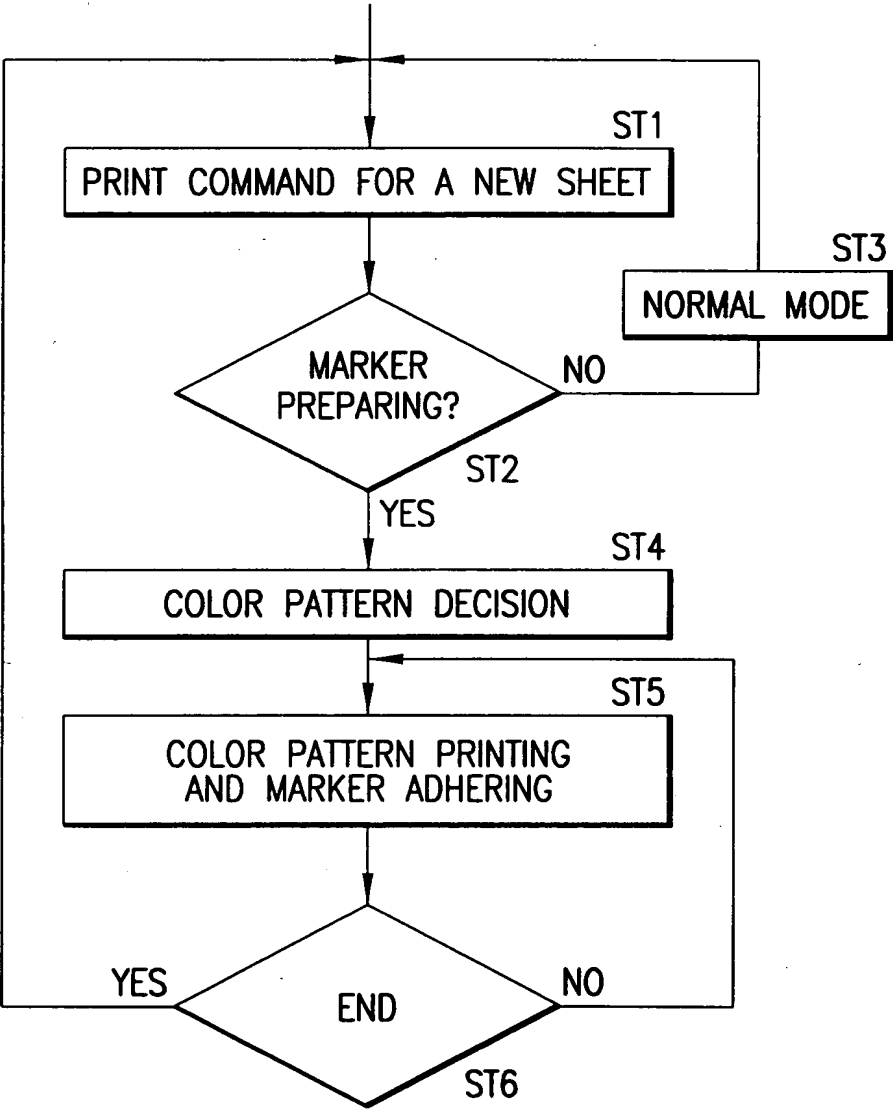 ST1
PRINT COMMAND FOR A NEW SHEET
ST3
NORMAL MODE
MARKER
PREPARING?
NO
ST2
YES
ST4
COLOR PATTERN DECISION
ST5
COLOR PATTERN PRINTING
AND MARKER ADHERING
YES
END
NO
ST6